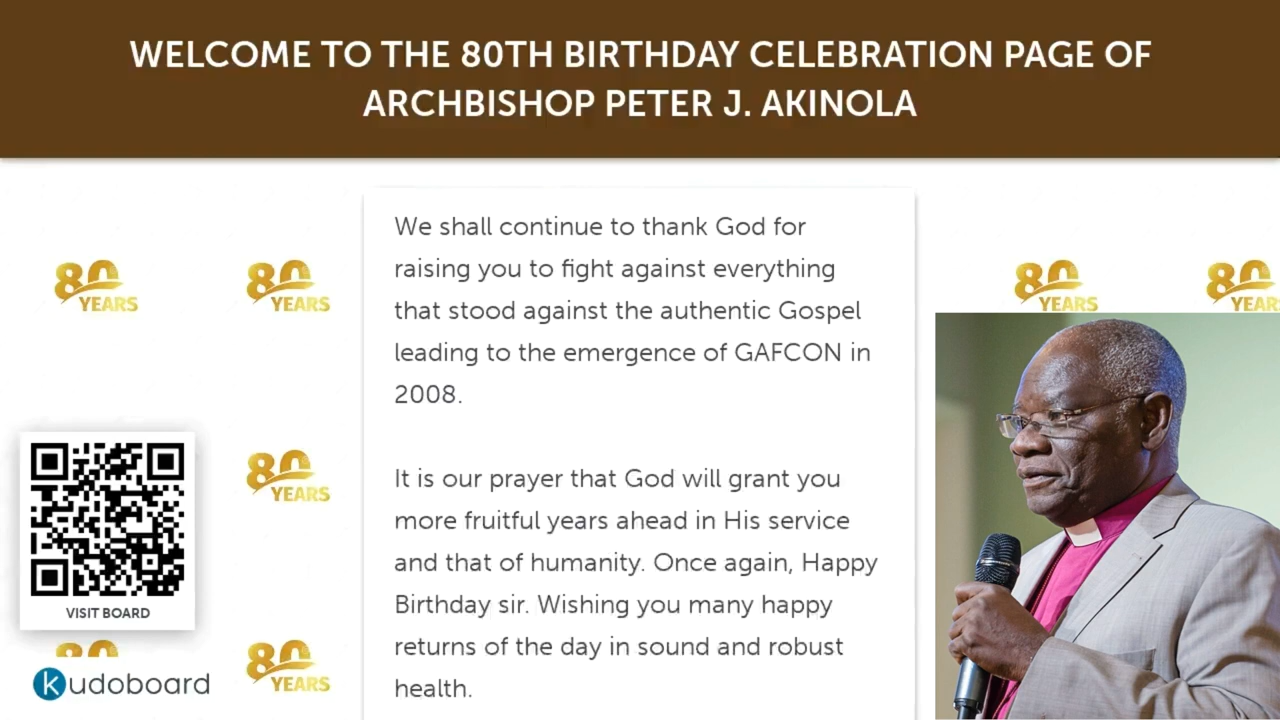 WELCOME TO THE 80TH BIRTHDAY CELEBRATION PAGE OF
ARCHBISHOP PETER J. AKINOLA
We shall continue to thank God for
raising you to fight against everything
that stood against the authentic Gospel
leading to the emergence of GAFCON in
2008.
It is our prayer that God will grant you
more fruitful years ahead in His service
and that of humanity. Once again, Happy
Birthday sir. Wishing you many happy
returns of the day in sound and robust
health.
80
YEARS
80
YEARS
80
YEARS
80
YEAR
80
YEARS
VISIT BOARD
80
80
YEARS
kudoboard